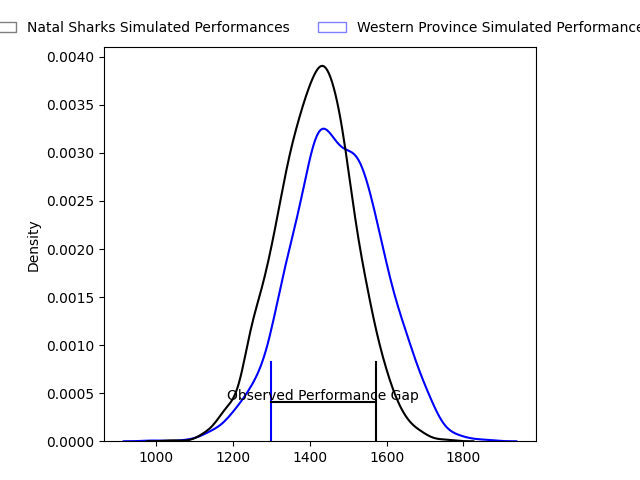 Natal Sharks Simulated Performances
Western Province Simulated Performance
0.0040
0.0035
0.0030
0.0025
0.0020
0.0015
0.0010
0.0005
0.0000
Density
Observed Performance Gap
1000 1200 1400 1600 1800